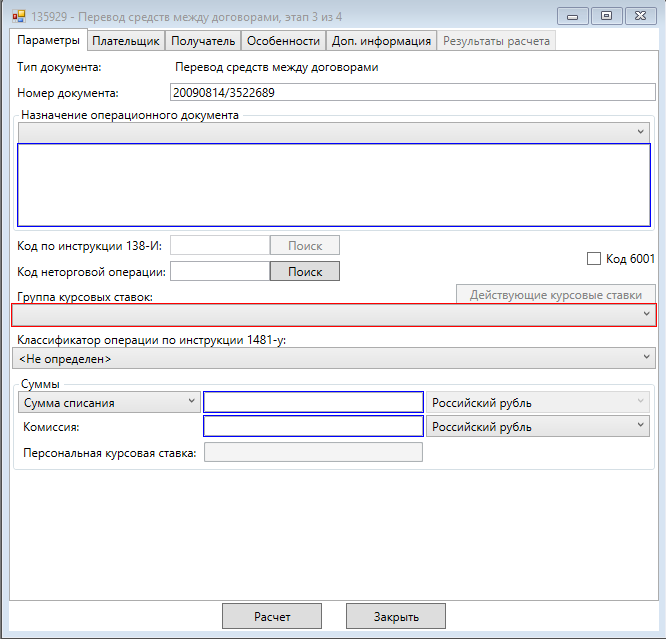 135929 - Перевод средств между договорами, этап 3 из 4
Параметры Плательщик Получатель Особенности Доп. информация Результаты расчета
Тип документа: Перевод средств между договорами
Номер документа: 20090814/3522689
Назначение операционного документа
Код по инструкции 138-И: Поиск
Код неторговой операции: Поиск
Код 6001
Группа курсовых ставок: Действующие курсовые ставки
Классификатор операции по инструкции 1481-у:
<Не определен>
Суммы
Сумма списания Российский рубль
Комиссия: Российский рубль
Персональная курсовая ставка:
Расчет Закрыть